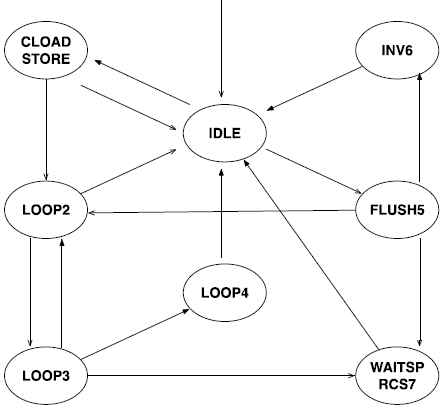 CLOAD
STORE
INV6
IDLE
LOOP2
FLUSH5
LOOP4
LOOP3
WAITSP
RCS7